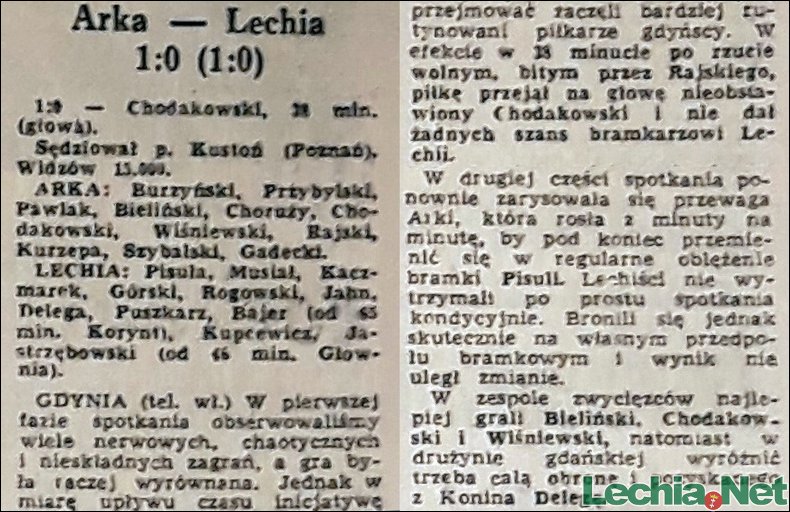 Arka — Lechia
1:0 (1:0)
1:0 — Chodakowski, min.
(głową).
Sędziował p. Kustoń (Poznań).
Widzów 15.000.
ARKA: Burzyński, Przybylski,
Pawlak, Bieliński, Choruży, Cho-
dakowski, Wiśniewski, Rajski,
Kurzepa, Szybalski, Gadecki.
LECHIA: Pisula, Musiał, Kacz-
marek, Górski, Rogowski, Jahn,
Delega, Puszkarz, Bajer (od 65
min. Korynt), Kupcewicz, Ja-
strzębowski (od 46 min. Głow-
nia).
GDYNIA (tel. wł.) W pierwszej
fazie spotkania obserwowaliśmy
wiele nerwowych, chaotycznych
i nieskładnych zagrań, a gra by-
ła raczej wyrównana. Jednak w
miarę upływu czasu inicjatywę
przejmować zaczęli bardziej ru-
tynowani piłkarze gdyńscy. W
efekcie w minucie po rzucie
wolnym, bitym przez Rajskiego,
piłkę przejął na głowę nieobsta-
wiony Chodakowski i nie dał
żadnych szans bramkarzowi Le-
chii.
W drugiej części spotkania po-
nownie zarysowała się przewaga
Arki, która rosła z minuty na
minutę, by pod koniec przemie-
nić się w regularne oblężenie
bramki Pisuli. Lechiści nie wy-
trzymali po prostu spotkania
kondycyjnie. Bronili się jednak
skutecznie na własnym przedpo-
łu bramkowym i wynik nie
uległ zmianie.
W zespole zwycięzców najle-
piej grali Bieliński, Chodakow-
ski i Wiśniewski, natomiast w
drużynie gdańskiej wyróżnić
trzeba całą obronę i pozyskanego
z Konina Delegę
Lechia.Net